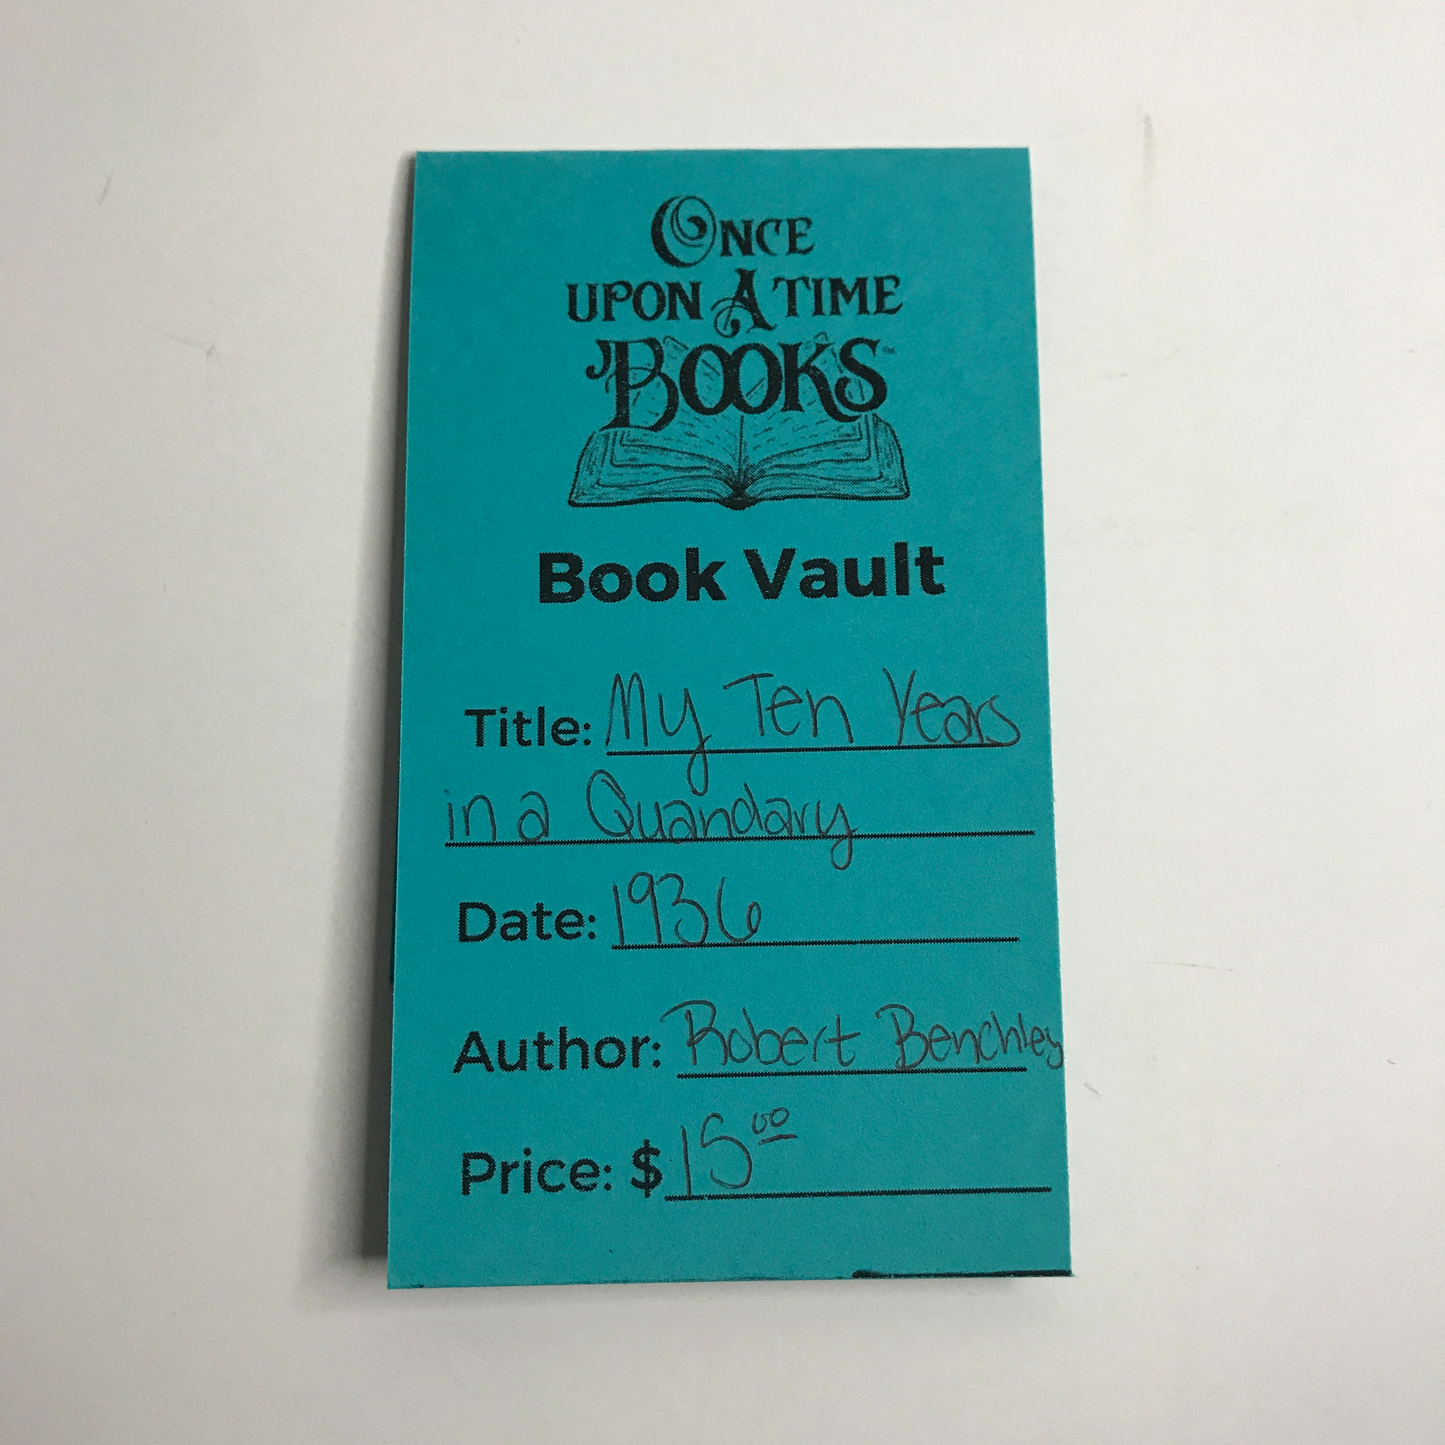 ONCE
UPON A TIME
BOOKS™
Book Vault
Title: My Ten Years
in a Quandary
Date: 1936
Author: Robert Benchley
Price: $15.00